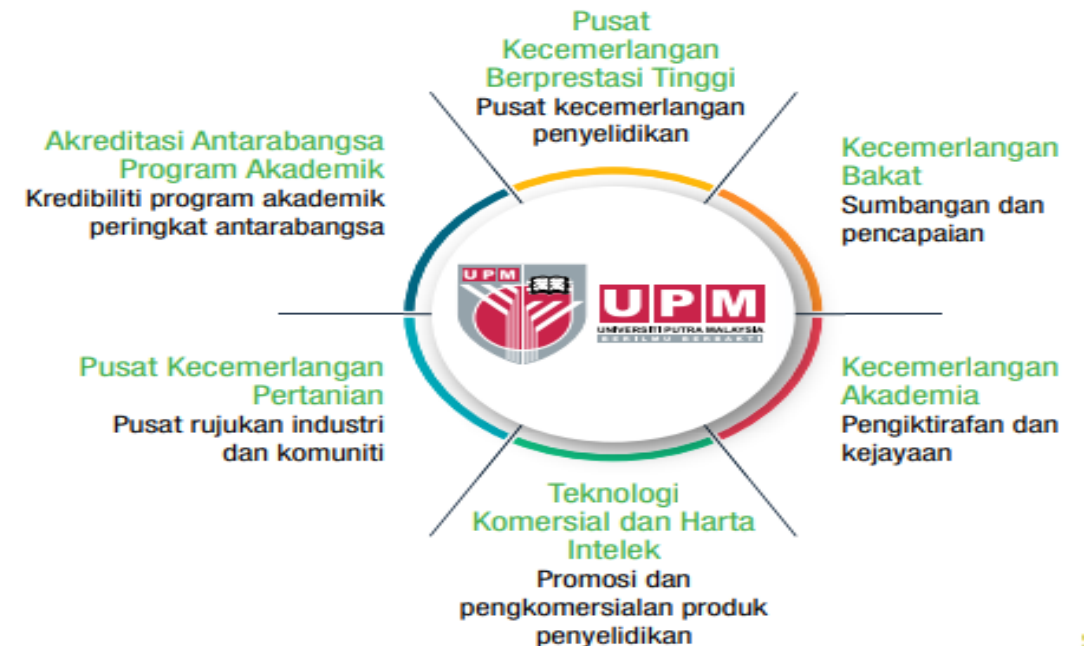 Pusat
Kecemerlangan
Berprestasi Tinggi
Pusat kecemerlangan
penyelidikan
Kecemerlangan
Bakat
Sumbangan dan
pencapaian
Kecemerlangan
Akademia
Pengiktirafan dan
kejayaan
Teknologi
Komersial dan Harta
Intelek
Promosi dan
pengkomersialan produk
penyelidikan
Pusat Kecemerlangan
Pertanian
Pusat rujukan industri
dan komuniti
Akreditasi Antarabangsa
Program Akademik
Kredibiliti program akademik
peringkat antarabangsa
UPM
UPM
UNIVERSITI PUTRA MALAYSIA
BERILMU BERBAKTI